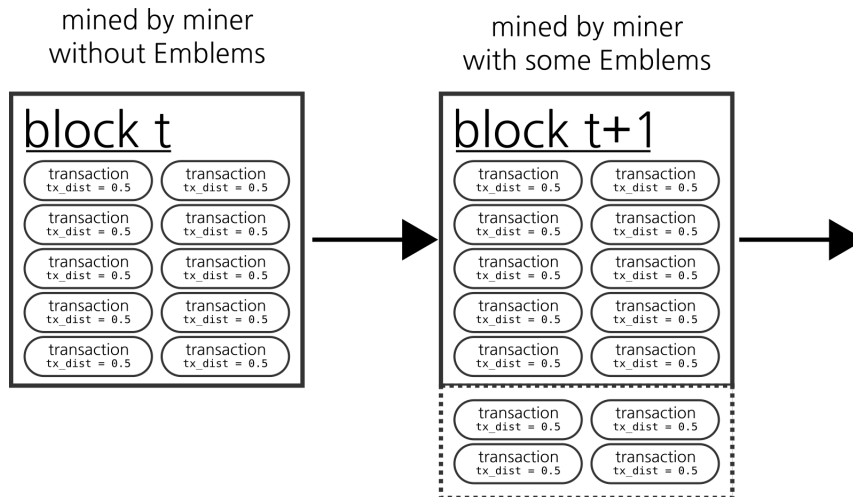 mined by miner
without Emblems
mined by miner
with some Emblems
block t
transaction
tx_dist = 0.5
transaction
tx_dist = 0.5
transaction
tx_dist = 0.5
transaction
tx_dist = 0.5
transaction
tx_dist = 0.5
transaction
tx_dist = 0.5
transaction
tx_dist = 0.5
transaction
tx_dist = 0.5
transaction
tx_dist = 0.5
transaction
tx_dist = 0.5
block t+1
transaction
tx_dist = 0.5
transaction
tx_dist = 0.5
transaction
tx_dist = 0.5
transaction
tx_dist = 0.5
transaction
tx_dist = 0.5
transaction
tx_dist = 0.5
transaction
tx_dist = 0.5
transaction
tx_dist = 0.5
transaction
tx_dist = 0.5
transaction
tx_dist = 0.5
transaction
tx_dist = 0.5
transaction
tx_dist = 0.5
transaction
tx_dist = 0.5
transaction
tx_dist = 0.5